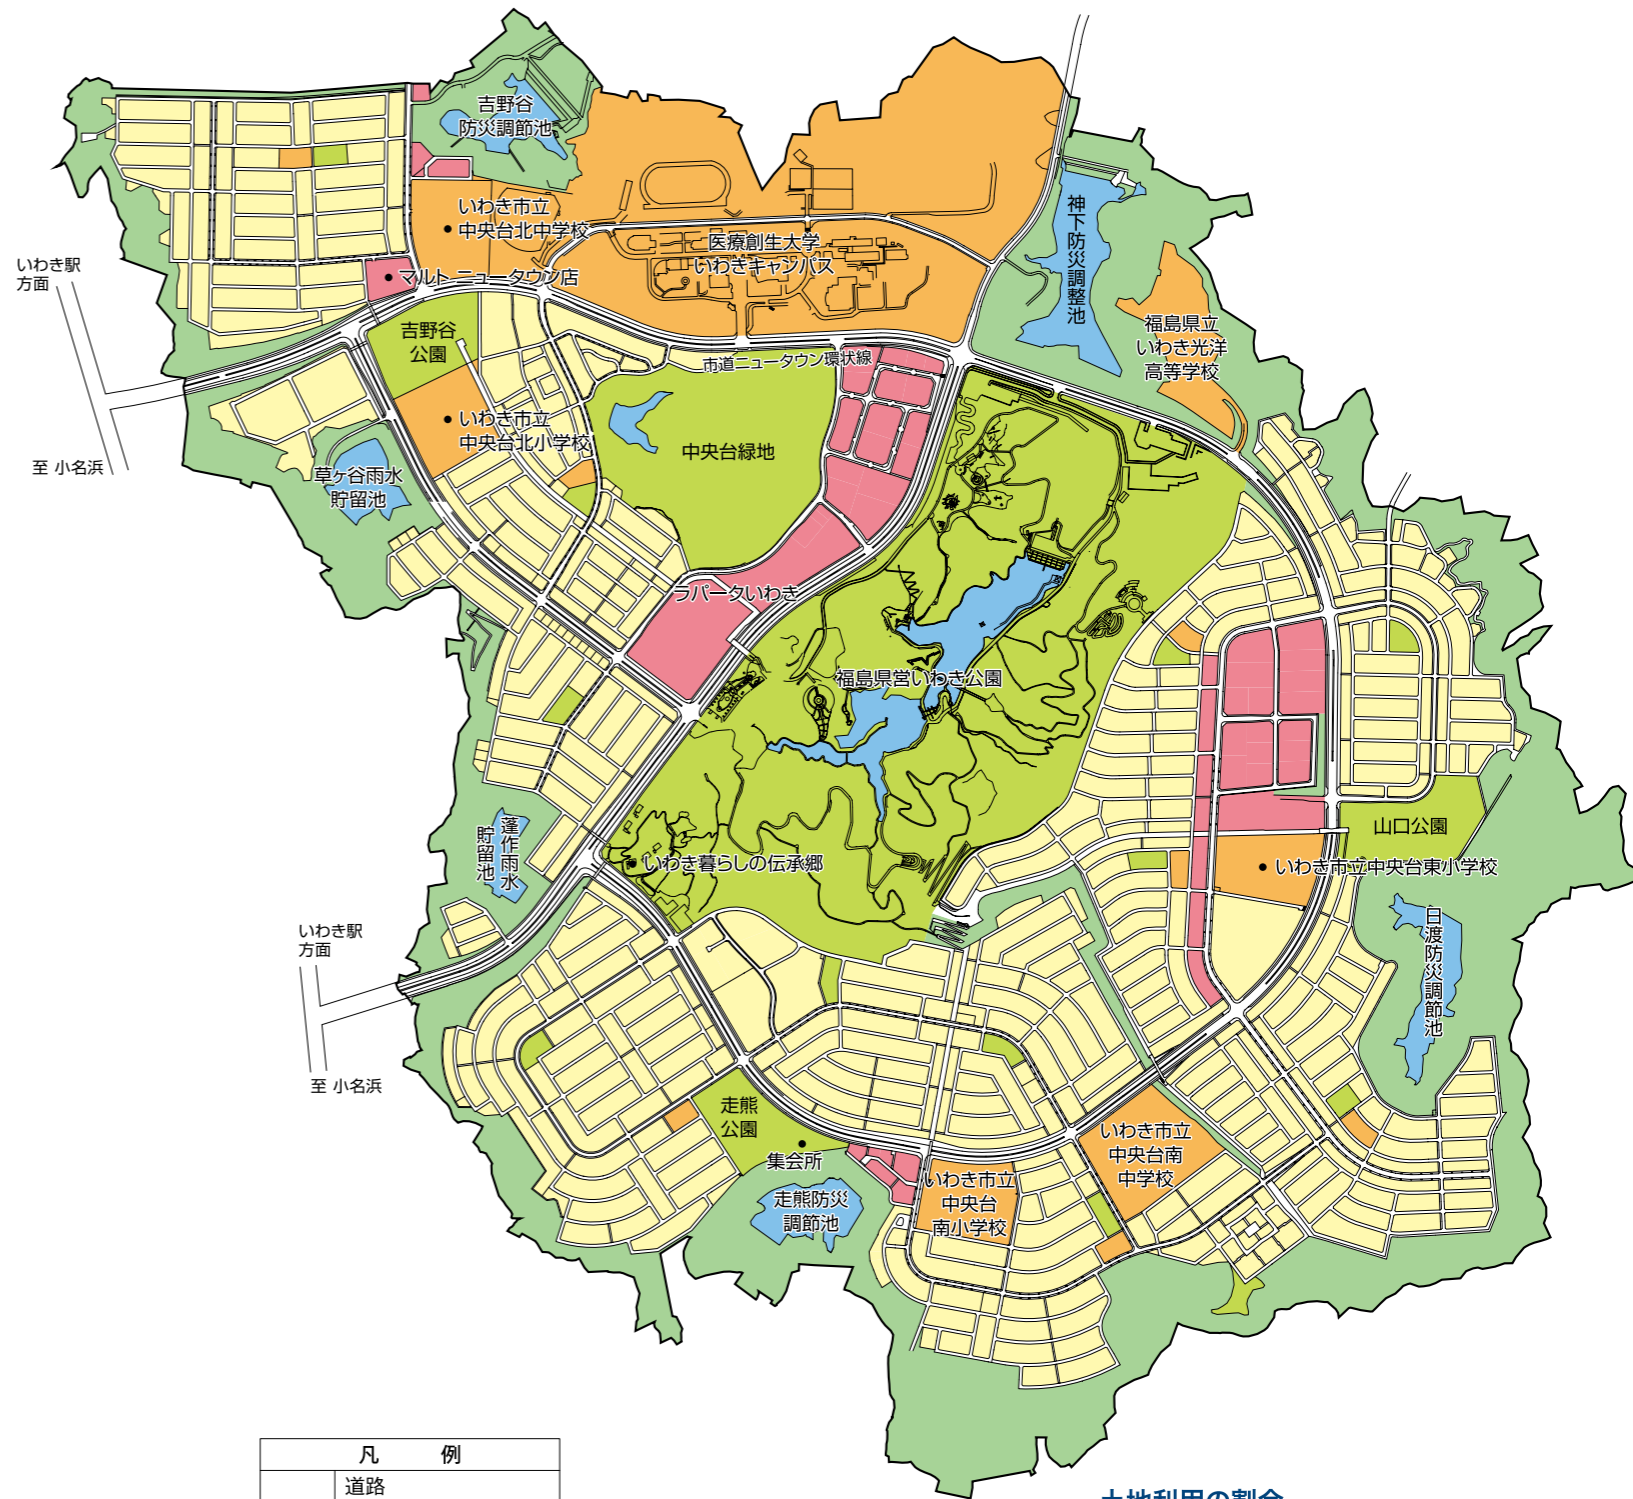 吉野谷
防災調節池
いわき市立
中央台北中学校
マルト ニュータウン店
医療創生大学
いわきキャンパス
神下防災調整池
福島県立
いわき光洋
高等学校
いわき駅
方面
至 小名浜
吉野谷
公園
市道ニュータウン環状線
いわき市立
中央台北小学校
中央台緑地
草ヶ谷雨水
貯留池
ラパークいわき
福島県営いわき公園
蓬作雨水
貯留池
いわき暮らしの伝承郷
山口公園
いわき市立中央台東小学校
日渡防災調節池
いわき駅
方面
至 小名浜
走熊
公園
集会所
走熊防災
調節池
いわき市立
中央台
南小学校
いわき市立
中央台南
中学校
凡 例
道路
土地利用の割合